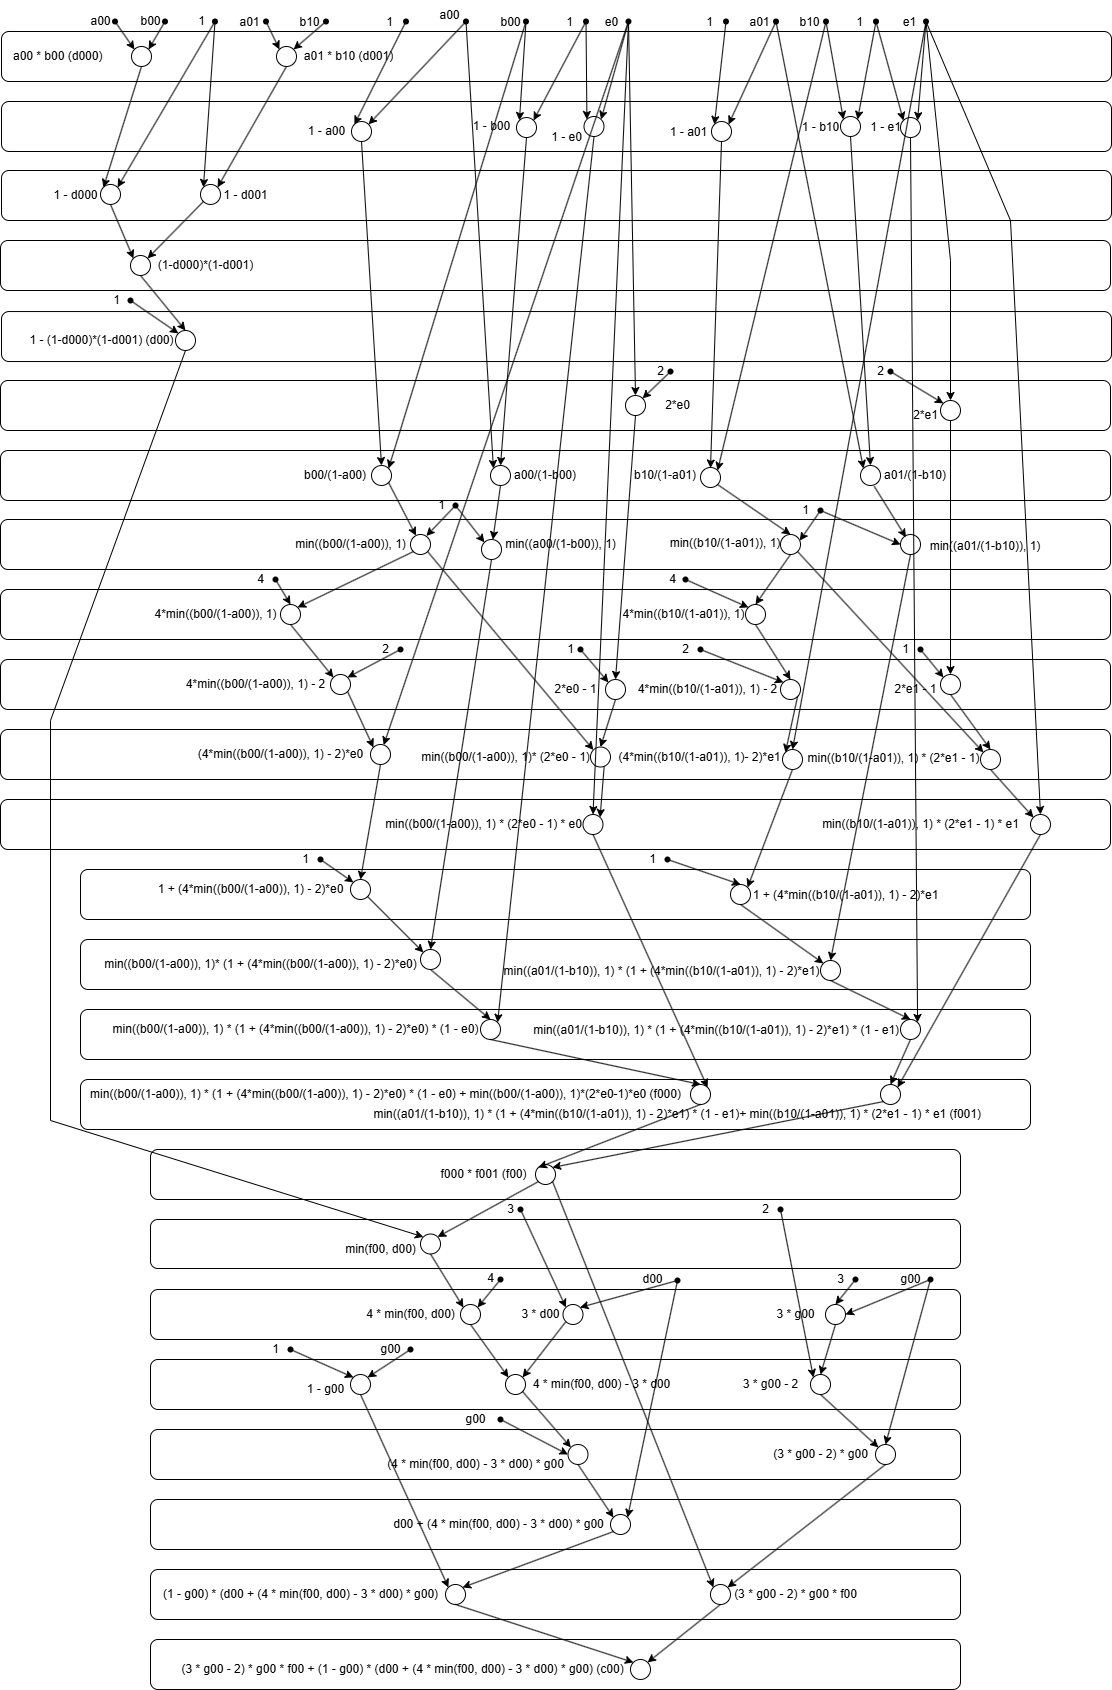 a00 b00 1 a01 b10 1 a00 b00 1 e0 1 a01 b10 1 e1
a00 * b00 (d000) a01 * b10 (d001)
1 - a00 1 - b00 1 - e0 1 - a01 1 - b10 1 - e1
1 - d000 1 - d001
(1-d000)*(1-d001)
1
1 - (1-d000)*(1-d001) (d00)
2 2
2*e0 2*e1
b00/(1-a00) a00/(1-b00) b10/(1-a01) a01/(1-b10)
1 1
min((b00/(1-a00)), 1) min((a00/(1-b00)), 1) min((b10/(1-a01)), 1) min((a01/(1-b10)), 1)
4 4
4*min((b00/(1-a00)), 1) 4*min((b10/(1-a01)), 1)
2 1 2 1
4*min((b00/(1-a00)), 1) - 2 2*e0 - 1 4*min((b10/(1-a01)), 1) - 2 2*e1 - 1
(4*min((b00/(1-a00)), 1) - 2)*e0 min((b00/(1-a00)), 1)* (2*e0 - 1) (4*min((b10/(1-a01)), 1)- 2)*e1 min((b10/(1-a01)), 1) * (2*e1 - 1)
min((b00/(1-a00)), 1) * (2*e0 - 1) * e0 min((b10/(1-a01)), 1) * (2*e1 - 1) * e1
1 1
1 + (4*min((b00/(1-a00)), 1) - 2)*e0 1 + (4*min((b10/(1-a01)), 1) - 2)*e1
min((b00/(1-a00)), 1)* (1 + (4*min((b00/(1-a00)), 1) - 2)*e0) min((a01/(1-b10)), 1) * (1 + (4*min((b10/(1-a01)), 1) - 2)*e1)
min((b00/(1-a00)), 1) * (1 + (4*min((b00/(1-a00)), 1) - 2)*e0) * (1 - e0) min((a01/(1-b10)), 1) * (1 + (4*min((b10/(1-a01)), 1) - 2)*e1) * (1 - e1)
min((b00/(1-a00)), 1) * (1 + (4*min((b00/(1-a00)), 1) - 2)*e0) * (1 - e0) + min((b00/(1-a00)), 1)*(2*e0-1)*e0 (f000)
min((a01/(1-b10)), 1) * (1 + (4*min((b10/(1-a01)), 1) - 2)*e1) * (1 - e1)+ min((b10/(1-a01)), 1) * (2*e1 - 1) * e1 (f001)
f000 * f001 (f00)
3 2
min(f00, d00)
4 d00 3 g00
4 * min(f00, d00) 3 * d00 3 * g00
1 g00
1 - g00 4 * min(f00, d00) - 3 * d00 3 * g00 - 2
g00
(4 * min(f00, d00) - 3 * d00) * g00 (3 * g00 - 2) * g00
d00 + (4 * min(f00, d00) - 3 * d00) * g00
(1 - g00) * (d00 + (4 * min(f00, d00) - 3 * d00) * g00) (3 * g00 - 2) * g00 * f00
(3 * g00 - 2) * g00 * f00 + (1 - g00) * (d00 + (4 * min(f00, d00) - 3 * d00) * g00) (c00)